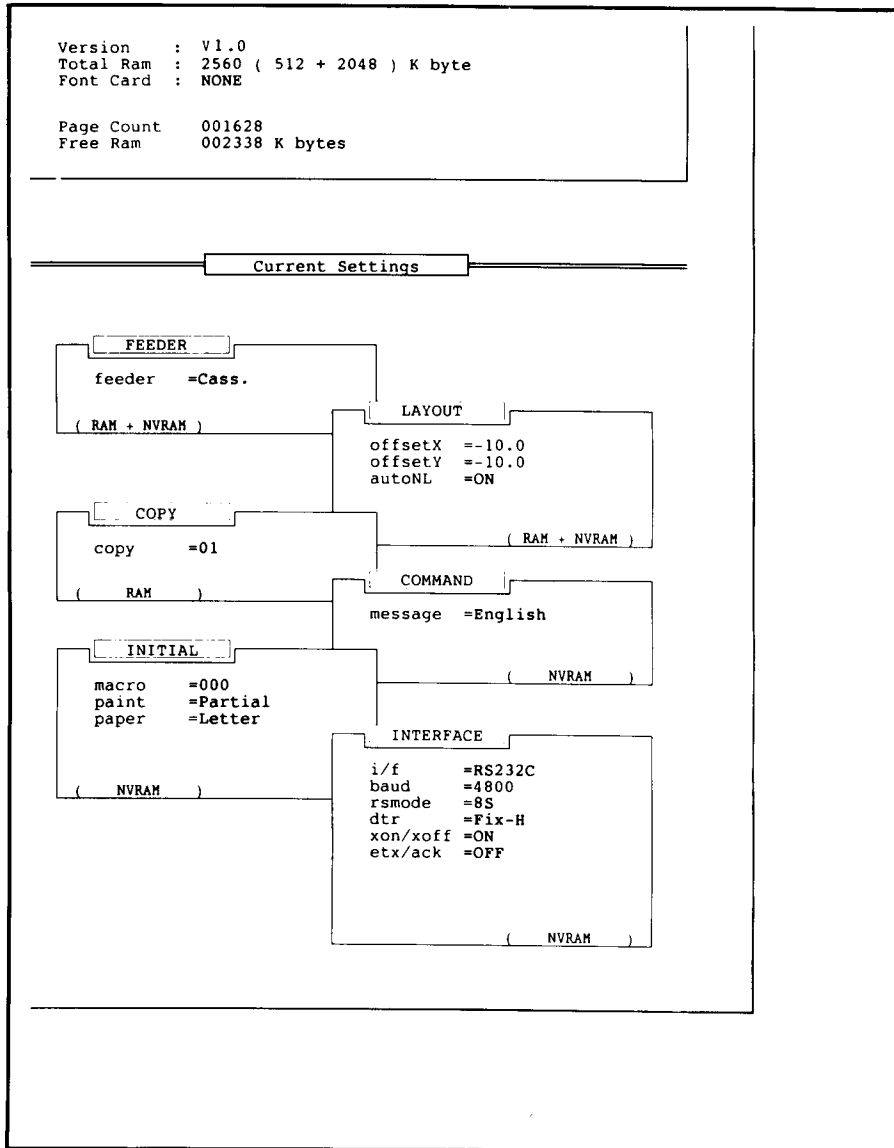 Version    :  V1.0
Total Ram  :  2560 ( 512 + 2048 ) K byte
Font Card  :  NONE
Page Count    001628
Free Ram      002338 K bytes
Current Settings
FEEDER
feeder   =Cass.
( RAM + NVRAM )
LAYOUT
offsetX  =-10.0
offsetY  =-10.0
autoNL   =ON
( RAM + NVRAM )
COPY
copy     =01
( RAM )
COMMAND
message  =English
( NVRAM )
INITIAL
macro    =000
paint    =Partial
paper    =Letter
( NVRAM )
INTERFACE
i/f      =RS232C
baud     =4800
rsmode   =8S
dtr      =Fix-H
xon/xoff =ON
etx/ack  =OFF
( NVRAM )